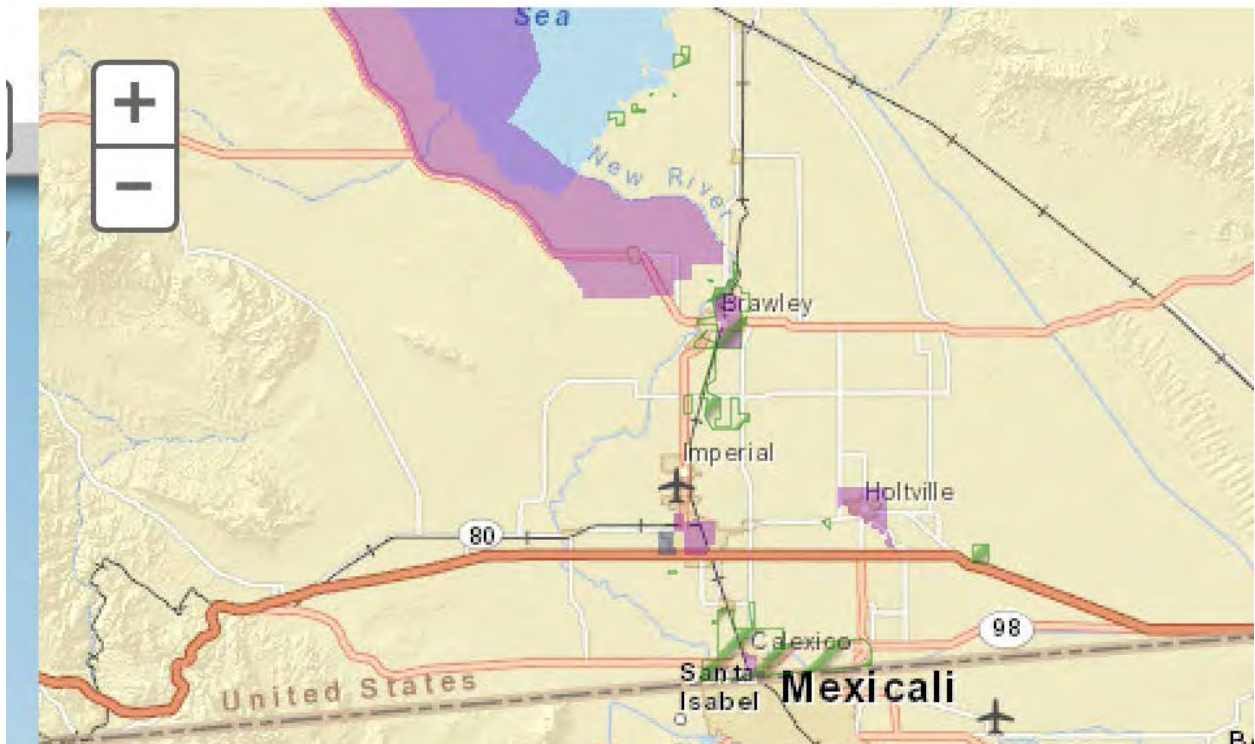 Sea
+
−
New River
Brawley
Imperial
Holtville
80
98
Calexico
Santa
Isabel
Mexicali
United States